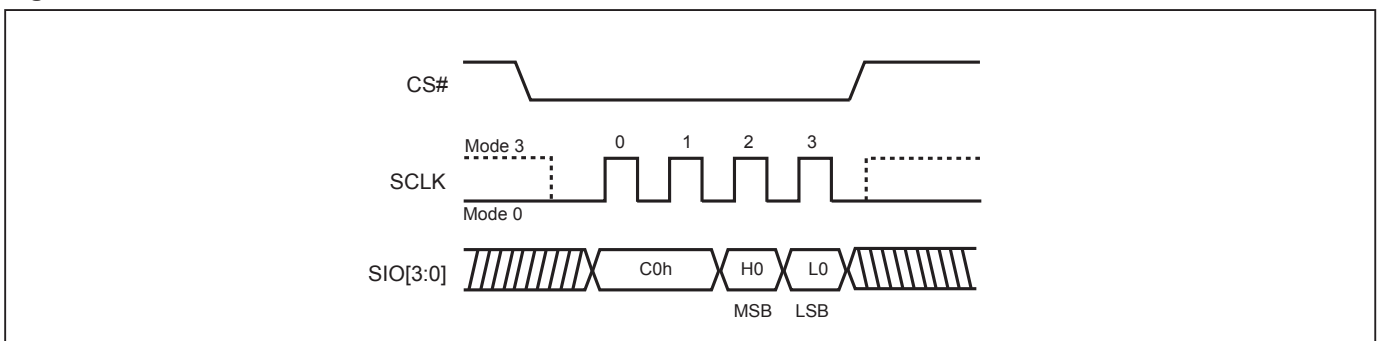 CS#
Mode 3 0 1 2 3
SCLK
Mode 0
SIO[3:0] C0h H0 L0
MSB LSB